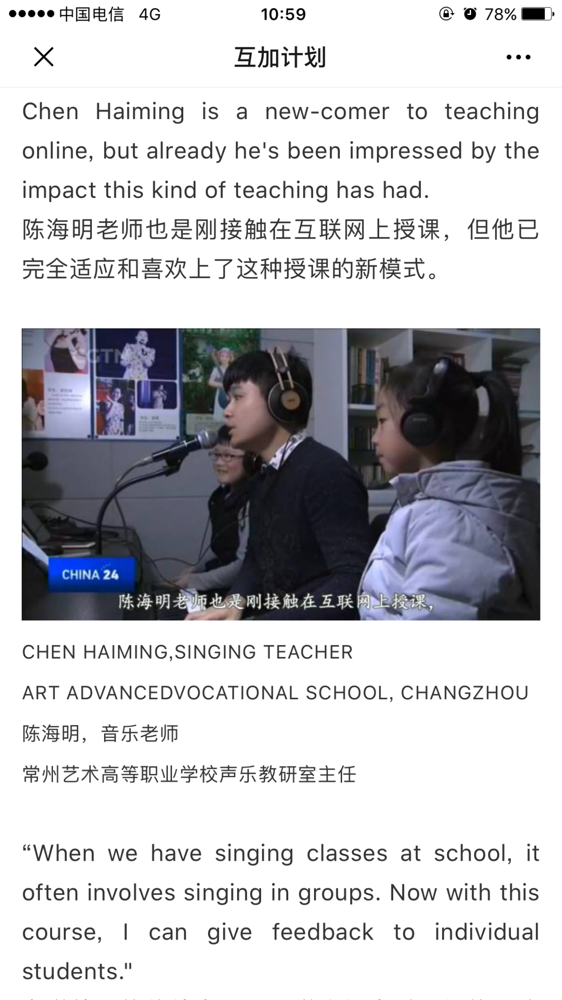 中国电信 4G 10:59 78%
互加计划
Chen Haiming is a new-comer to teaching
online, but already he's been impressed by the
impact this kind of teaching has had.
陈海明老师也是刚接触在互联网上授课，但他已
完全适应和喜欢上了这种授课的新模式。
CGTN
CHINA 24
陈海明老师也是刚接触在互联网上授课，
CHEN HAIMING,SINGING TEACHER
ART ADVANCEDVOCATIONAL SCHOOL, CHANGZHOU
陈海明，音乐老师
常州艺术高等职业学校声乐教研室主任
“When we have singing classes at school, it
often involves singing in groups. Now with this
course, I can give feedback to individual
students."